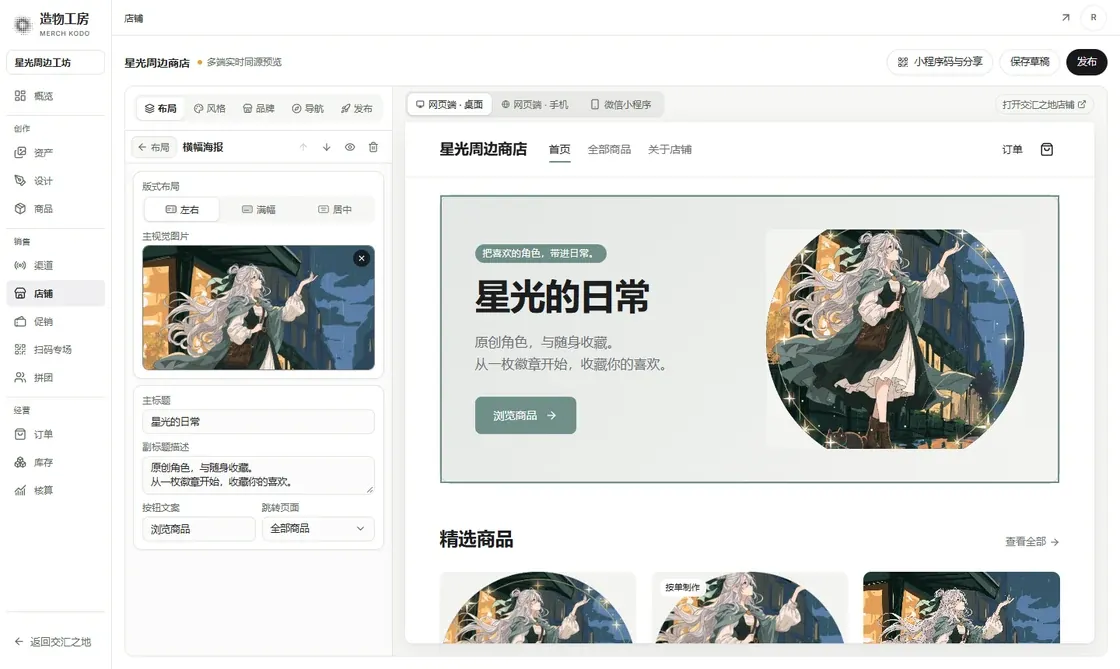 造物工房
MERCH KODO
星光周边工坊
概览
创作
资产
设计
商品
销售
渠道
店铺
促销
扫码专场
拼团
经营
订单
库存
核算
返回交汇之地
店铺
R
星光周边商店
多端实时同源预览
小程序码与分享
保存草稿
发布
布局
风格
品牌
导航
发布
布局
横幅海报
版式布局
左右
满幅
居中
主视觉图片
主标题
星光的日常
副标题描述
原创角色，与随身收藏。
从一枚徽章开始，收藏你的喜欢。
按钮文案
跳转页面
浏览商品
全部商品
网页端 · 桌面
网页端 · 手机
微信小程序
打开交汇之地店铺
星光周边商店
首页
全部商品
关于店铺
订单
把喜欢的角色，带进日常。
星光的日常
原创角色，与随身收藏。
从一枚徽章开始，收藏你的喜欢。
浏览商品
精选商品
查看全部
按单制作